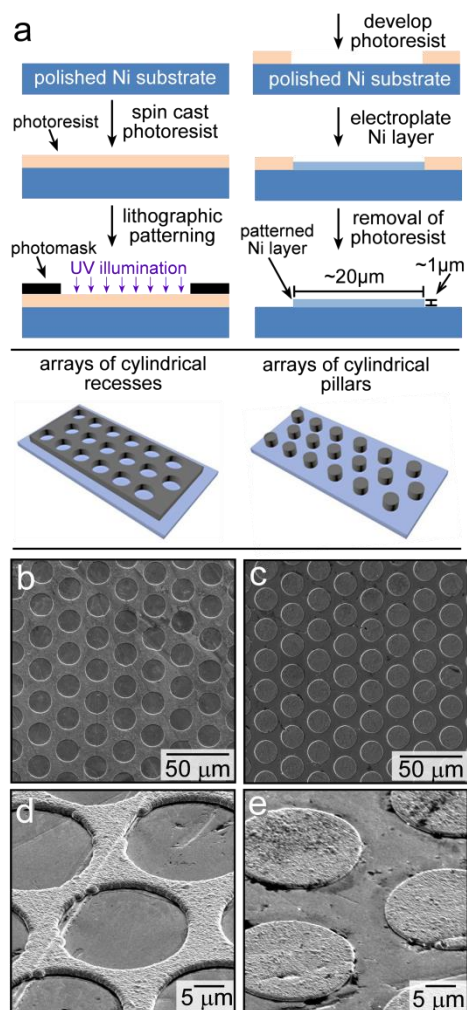 a
polished Ni substrate
photoresist
spin cast
photoresist
lithographic
patterning
photomask
UV illumination
develop
photoresist
polished Ni substrate
electroplate
Ni layer
removal of
photoresist
patterned
Ni layer
~20μm
~1μm
arrays of cylindrical
recesses
arrays of cylindrical
pillars
b
50 μm
c
50 μm
d
5 μm
e
5 μm